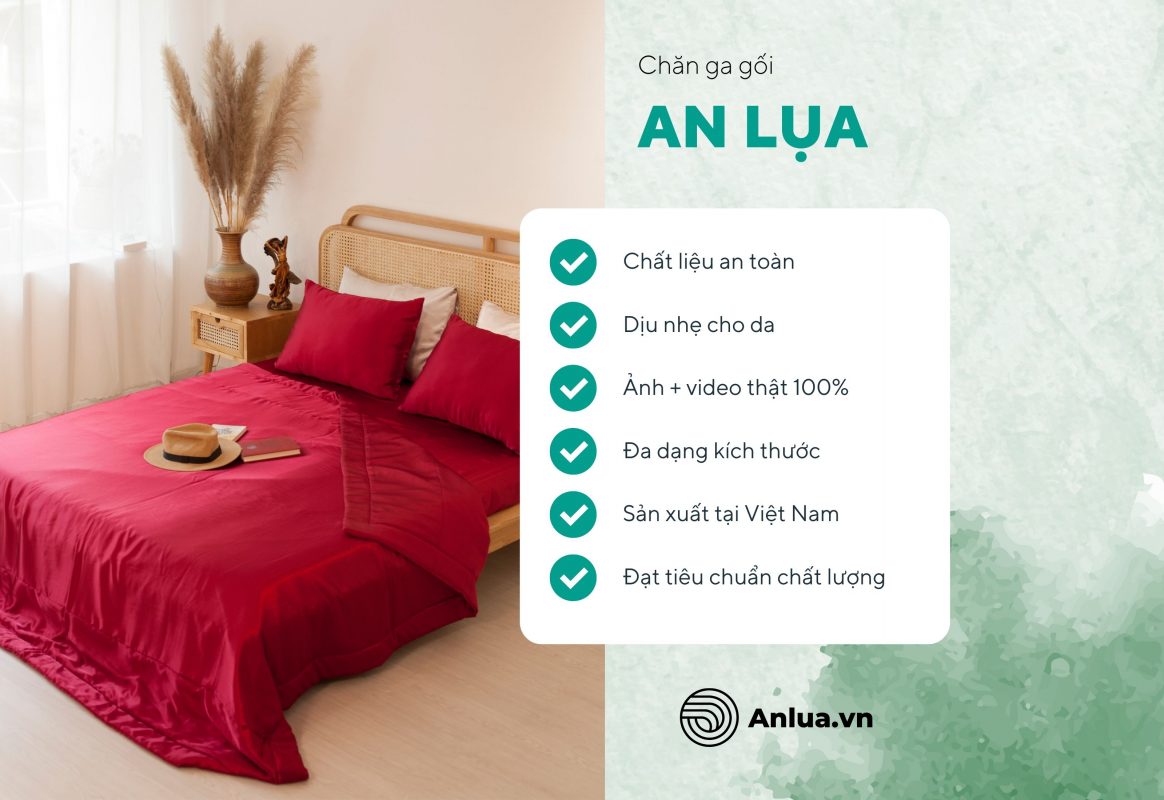 Chăn ga gối
AN LỤA
Chất liệu an toàn
Dịu nhẹ cho da
Ảnh + video thật 100%
Đa dạng kích thước
Sản xuất tại Việt Nam
Đạt tiêu chuẩn chất lượng
Anlua.vn